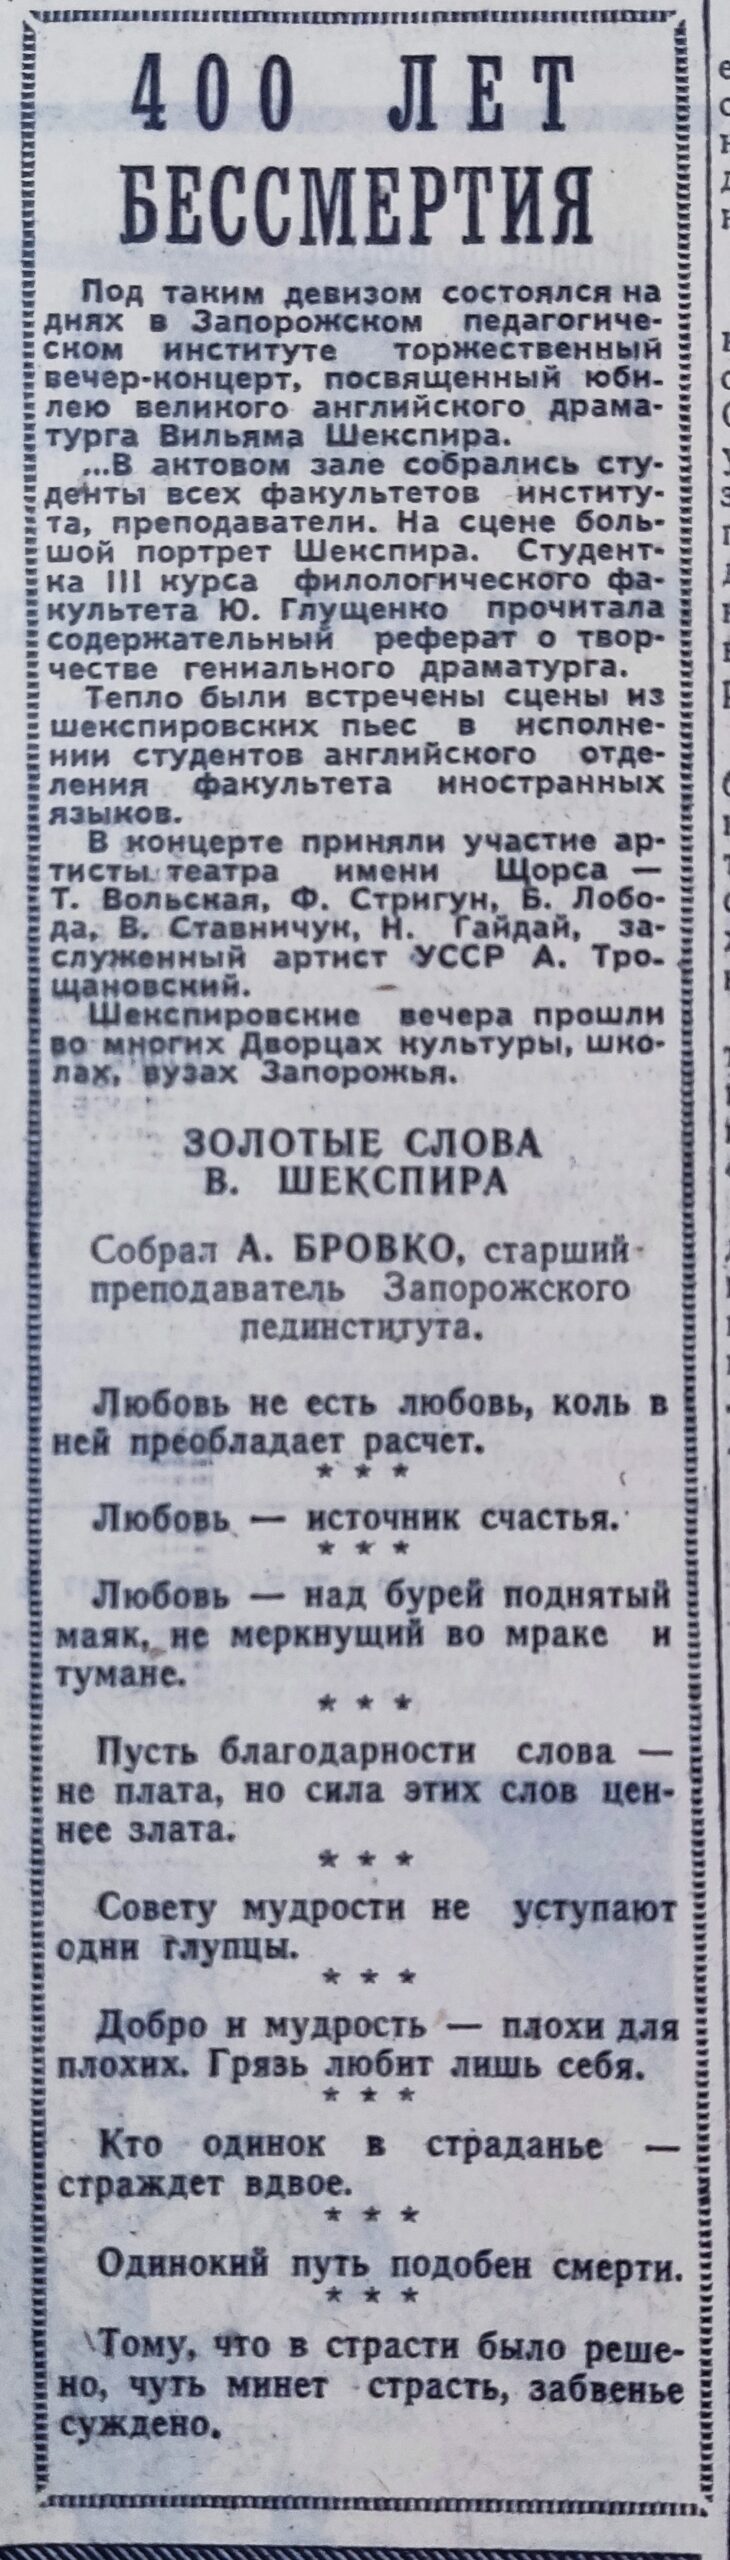 400 ЛЕТ
БЕССМЕРТИЯ
Под таким девизом состоялся на
днях в Запорожском педагогиче-
ском институте торжественный
вечер-концерт, посвященный юби-
лею великого английского драма-
турга Вильяма Шекспира.
...В актовом зале собрались сту-
денты всех факультетов институ-
та, преподаватели. На сцене боль-
шой портрет Шекспира. Студент-
ка III курса филологического фа-
культета Ю. Глущенко прочитала
содержательный реферат о твор-
честве гениального драматурга.
Тепло были встречены сцены из
шекспировских пьес в исполне-
нии студентов английского отде-
ления факультета иностранных
языков.
В концерте приняли участие ар-
тисты театра имени Щорса —
Т. Вольская, Ф. Стригун, Б. Лобо-
да, В. Ставничук, Н. Гайдай, за-
служенный артист УССР А. Тро-
щановский.
Шекспировские вечера прошли
во многих Дворцах культуры, шко-
лах, вузах Запорожья.
ЗОЛОТЫЕ СЛОВА
В. ШЕКСПИРА
Собрал А. БРОВКО, старший
преподаватель Запорожского
пединститута.
Любовь не есть любовь, коль в
ней преобладает расчет.
* * *
Любовь — источник счастья.
* * *
Любовь — над бурей поднятый
маяк, не меркнущий во мраке и
тумане.
* * *
Пусть благодарности слова —
не плата, но сила этих слов цен-
нее злата.
* * *
Совету мудрости не уступают
одни глупцы.
* * *
Добро и мудрость — плохи для
плохих. Грязь любит лишь себя.
* * *
Кто одинок в страданье —
страждет вдвое.
* * *
Одинокий путь подобен смерти.
* * *
Тому, что в страсти было реше-
но, чуть минет страсть, забвенье
суждено.